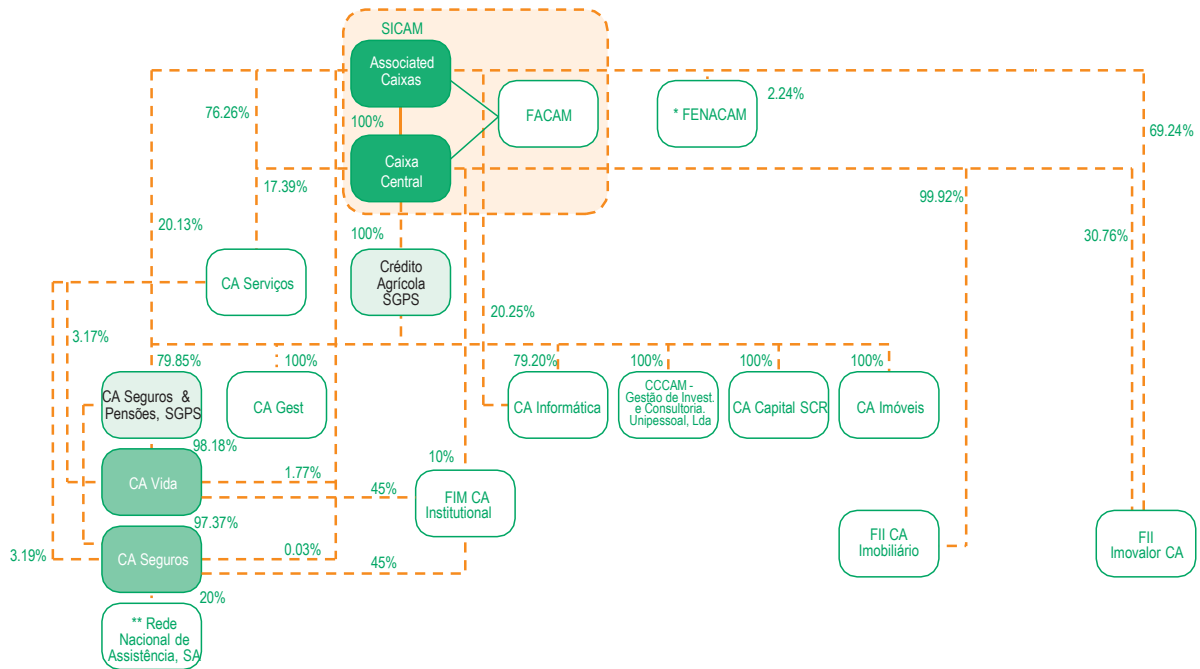 SICAM
Associated
Caixas
FACAM
* FENACAM
2.24%
76.26%
100%
69.24%
Caixa
Central
17.39%
99.92%
20.13%
100%
30.76%
CA Serviços
Crédito
Agrícola
SGPS
20.25%
3.17%
79.85%
100%
79.20%
100%
100%
100%
CA Seguros &
Pensões, SGPS
CA Gest
CA Informática
CCCAM -
Gestão de Invest.
e Consultoria.
Unipessoal, Lda
CA Capital SCR
CA Imóveis
98.18%
10%
CA Vida
1.77%
45%
FIM CA
Institutional
97.37%
3.19%
CA Seguros
0.03%
45%
FII CA
Imobiliário
FII
Imovalor CA
20%
** Rede
Nacional de
Assistência, SA